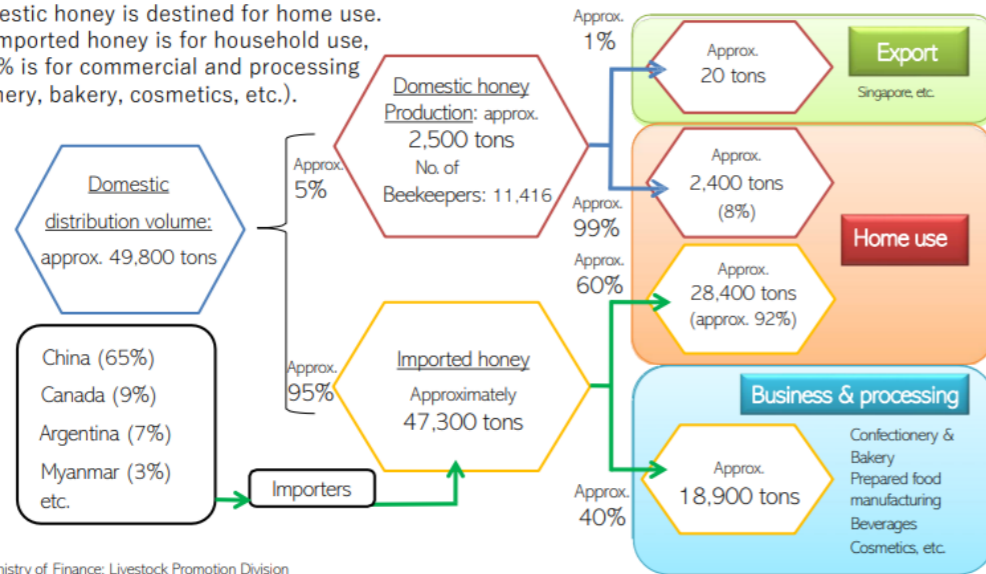 estic honey is destined for home use.
mported honey is for household use,
% is for commercial and processing
nery, bakery, cosmetics, etc.).
Domestic
distribution volume:
approx. 49,800 tons
China (65%)
Canada (9%)
Argentina (7%)
Myanmar (3%)
etc.
Importers
Approx.
5%
Approx.
95%
Domestic honey
Production: approx.
2,500 tons
No. of
Beekeepers: 11,416
Imported honey
Approximately
47,300 tons
Approx.
1%
Approx.
99%
Approx.
60%
Approx.
40%
Approx.
20 tons
Export
Singapore, etc.
Approx.
2,400 tons
(8%)
Home use
Approx.
28,400 tons
(approx. 92%)
Business & processing
Approx.
18,900 tons
Confectionery &
Bakery
Prepared food
manufacturing
Beverages
Cosmetics, etc.
nistry of Finance: Livestock Promotion Division